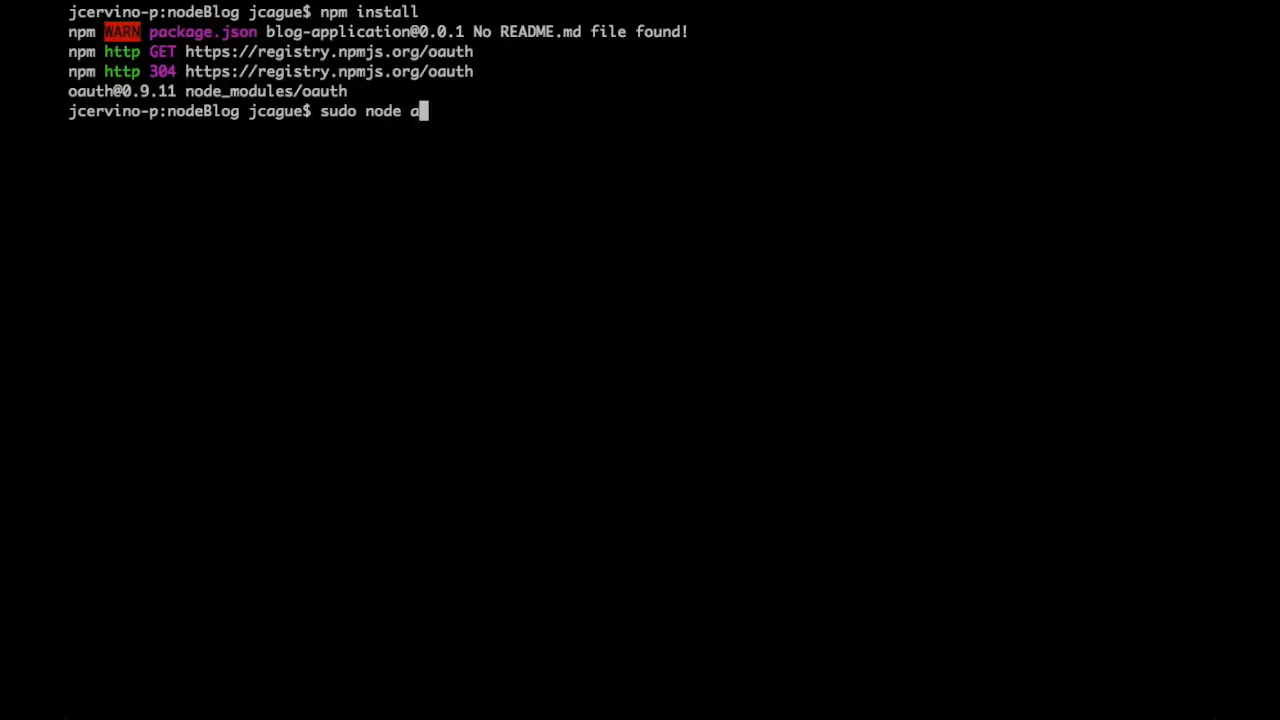 jcervino-p:nodeBlog jcague$ npm install
npm WARN package.json blog-application@0.0.1 No README.md file found!
npm http GET https://registry.npmjs.org/oauth
npm http 304 https://registry.npmjs.org/oauth
oauth@0.9.11 node_modules/oauth
jcervino-p:nodeBlog jcague$ sudo node a